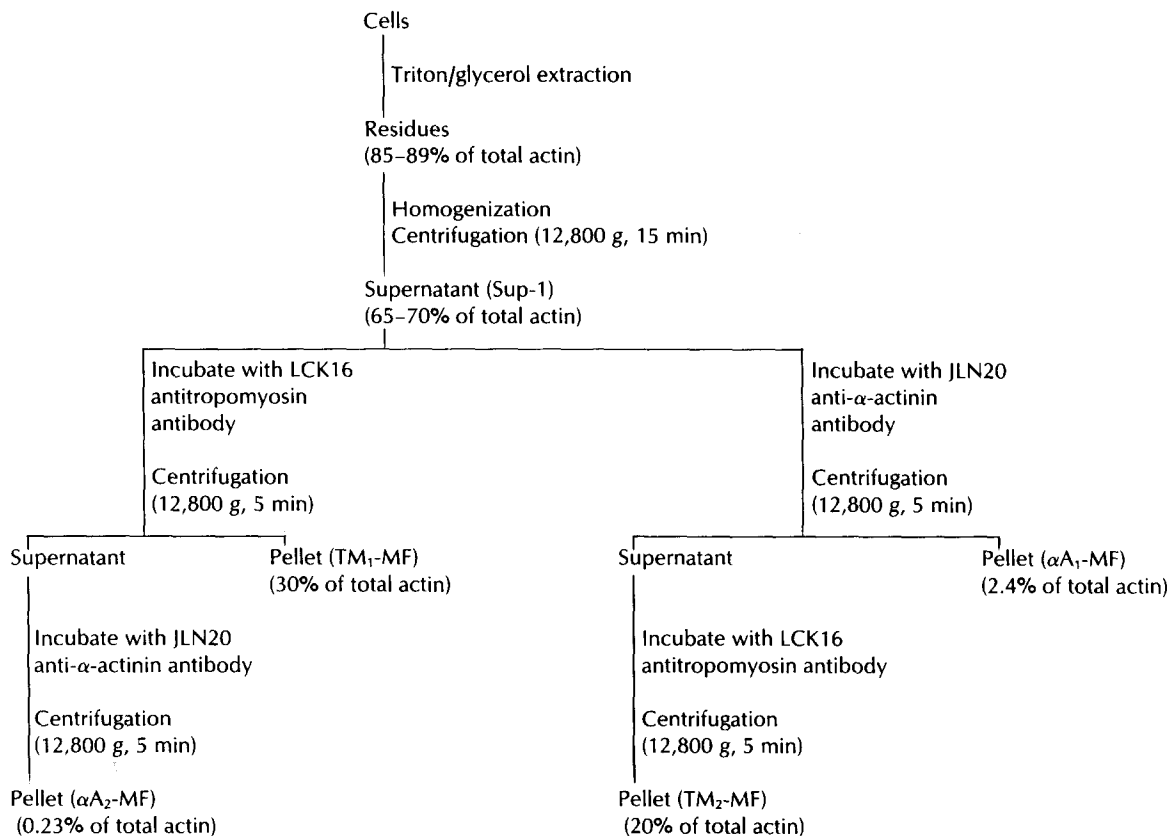 Cells
Triton/glycerol extraction
Residues
(85–89% of total actin)
Homogenization
Centrifugation (12,800 g, 15 min)
Supernatant (Sup-1)
(65–70% of total actin)
Incubate with LCK16
antitropomyosin
antibody
Centrifugation
(12,800 g, 5 min)
Incubate with JLN20
anti-α-actinin
antibody
Centrifugation
(12,800 g, 5 min)
Supernatant
Pellet (TM₁-MF)
(30% of total actin)
Supernatant
Pellet (αA₁-MF)
(2.4% of total actin)
Incubate with JLN20
anti-α-actinin antibody
Centrifugation
(12,800 g, 5 min)
Pellet (αA₂-MF)
(0.23% of total actin)
Incubate with LCK16
antitropomyosin antibody
Centrifugation
(12,800 g, 5 min)
Pellet (TM₂-MF)
(20% of total actin)